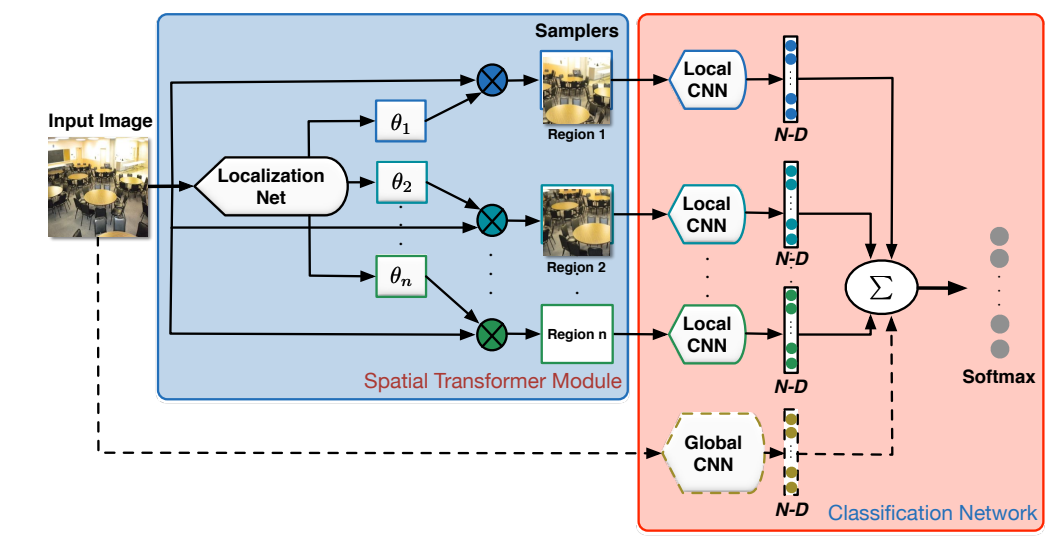 Samplers
Input Image
Localization
Net
θ1
θ2
θn
Region 1
Region 2
Region n
Spatial Transformer Module
Local
CNN
N-D
Local
CNN
N-D
Local
CNN
N-D
Global
CNN
N-D
Σ
Softmax
Classification Network